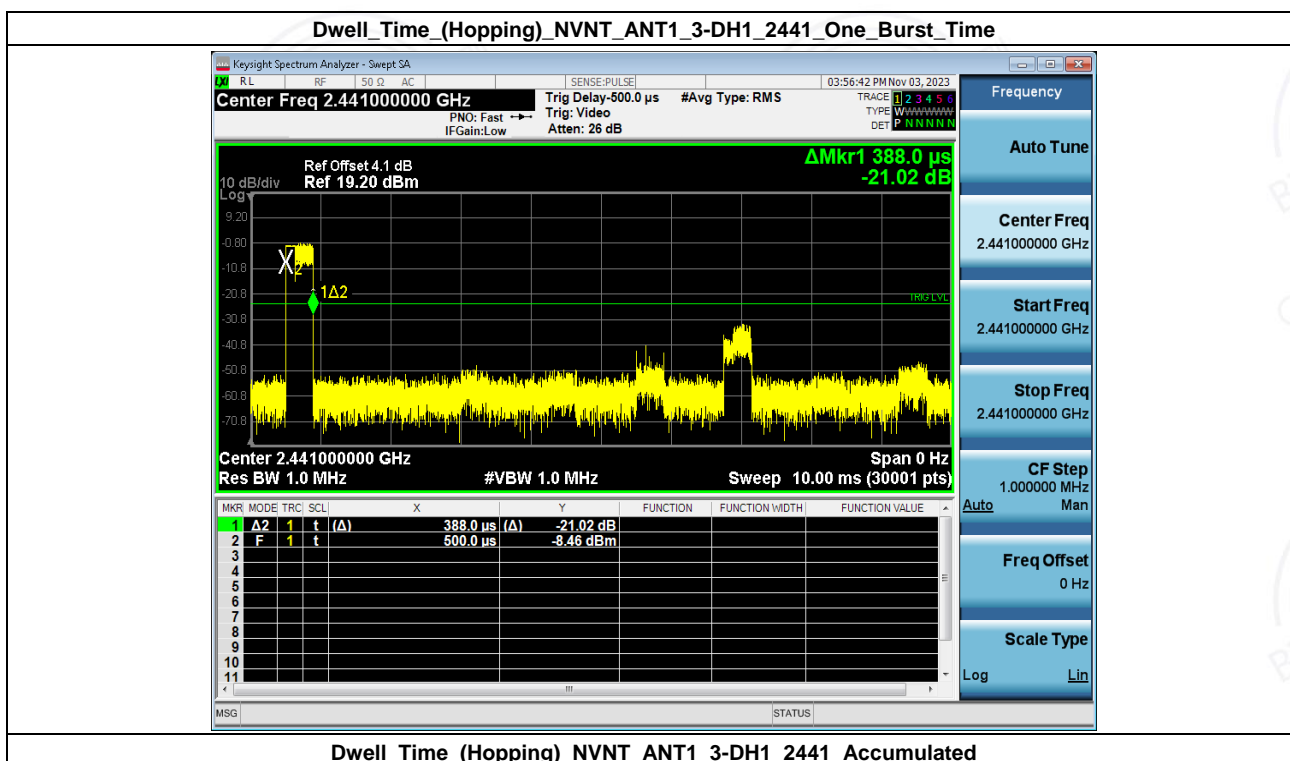 Dwell_Time_(Hopping)_NVNT_ANT1_3-DH1_2441_One_Burst_Time
Keysight Spectrum Analyzer - Swept SA
LXI RL RF 50 Ω AC SENSE:PULSE 03:56:42 PM Nov 03, 2023
Center Freq 2.441000000 GHz
PNO: Fast
IFGain:Low
Trig Delay-500.0 µs
Trig: Video
Atten: 26 dB
#Avg Type: RMS
TRACE 1 2 3 4 5 6
TYPE WWWWWW
DET P N N N N N
Ref Offset 4.1 dB
10 dB/div Ref 19.20 dBm
Log
ΔMkr1 388.0 µs
-21.02 dB
9.20
-0.80
-10.8
-20.8
-30.8
-40.8
-50.8
-60.8
-70.8
X2
1Δ2
TRIG LVL
Center 2.441000000 GHz Span 0 Hz
Res BW 1.0 MHz #VBW 1.0 MHz Sweep 10.00 ms (30001 pts)
MKR MODE TRC SCL X Y FUNCTION FUNCTION WIDTH FUNCTION VALUE
1 Δ2 1 t (Δ) 388.0 µs (Δ) -21.02 dB
2 F 1 t 500.0 µs -8.46 dBm
3
4
5
6
7
8
9
10
11
MSG STATUS
Frequency
Auto Tune
Center Freq
2.441000000 GHz
Start Freq
2.441000000 GHz
Stop Freq
2.441000000 GHz
CF Step
1.000000 MHz
Auto Man
Freq Offset
0 Hz
Scale Type
Log Lin
Dwell_Time_(Hopping)_NVNT_ANT1_3-DH1_2441_Accumulated